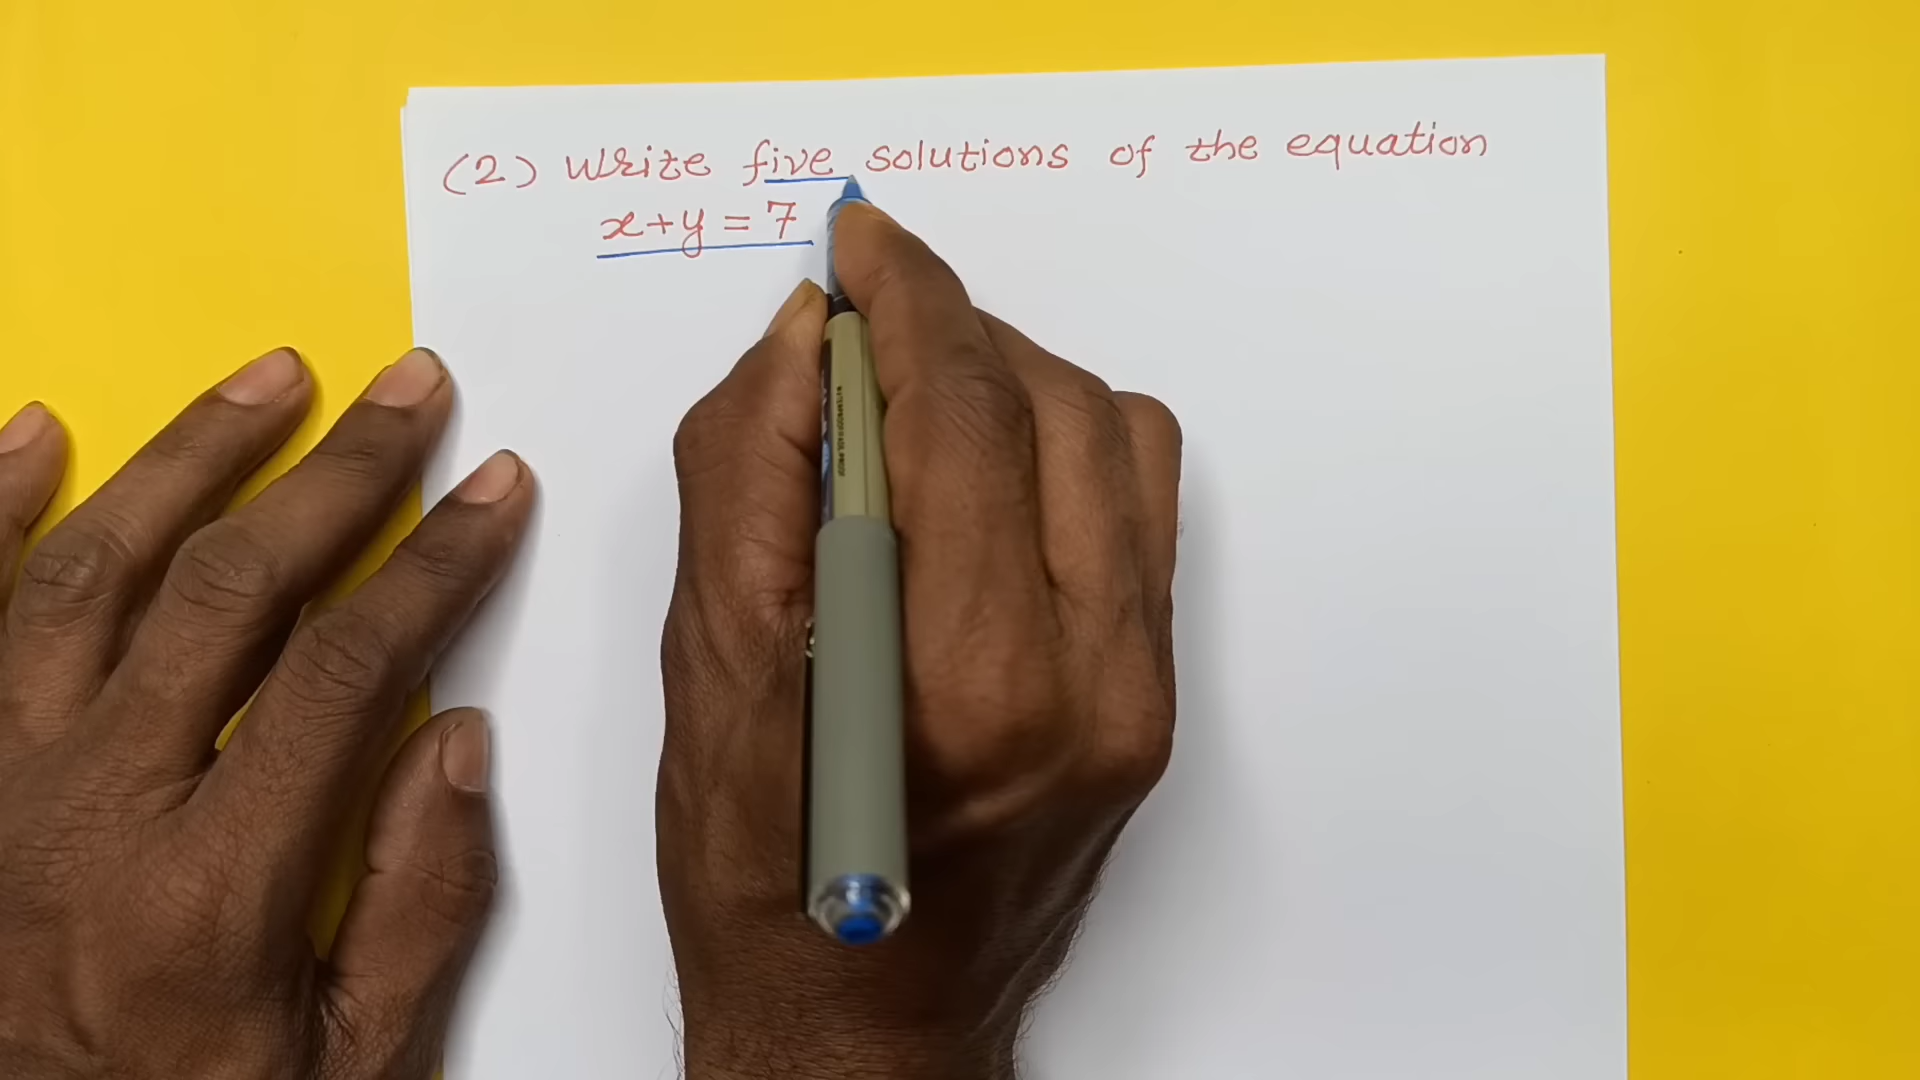 (2) Write five solutions of the equation
x+y = 7